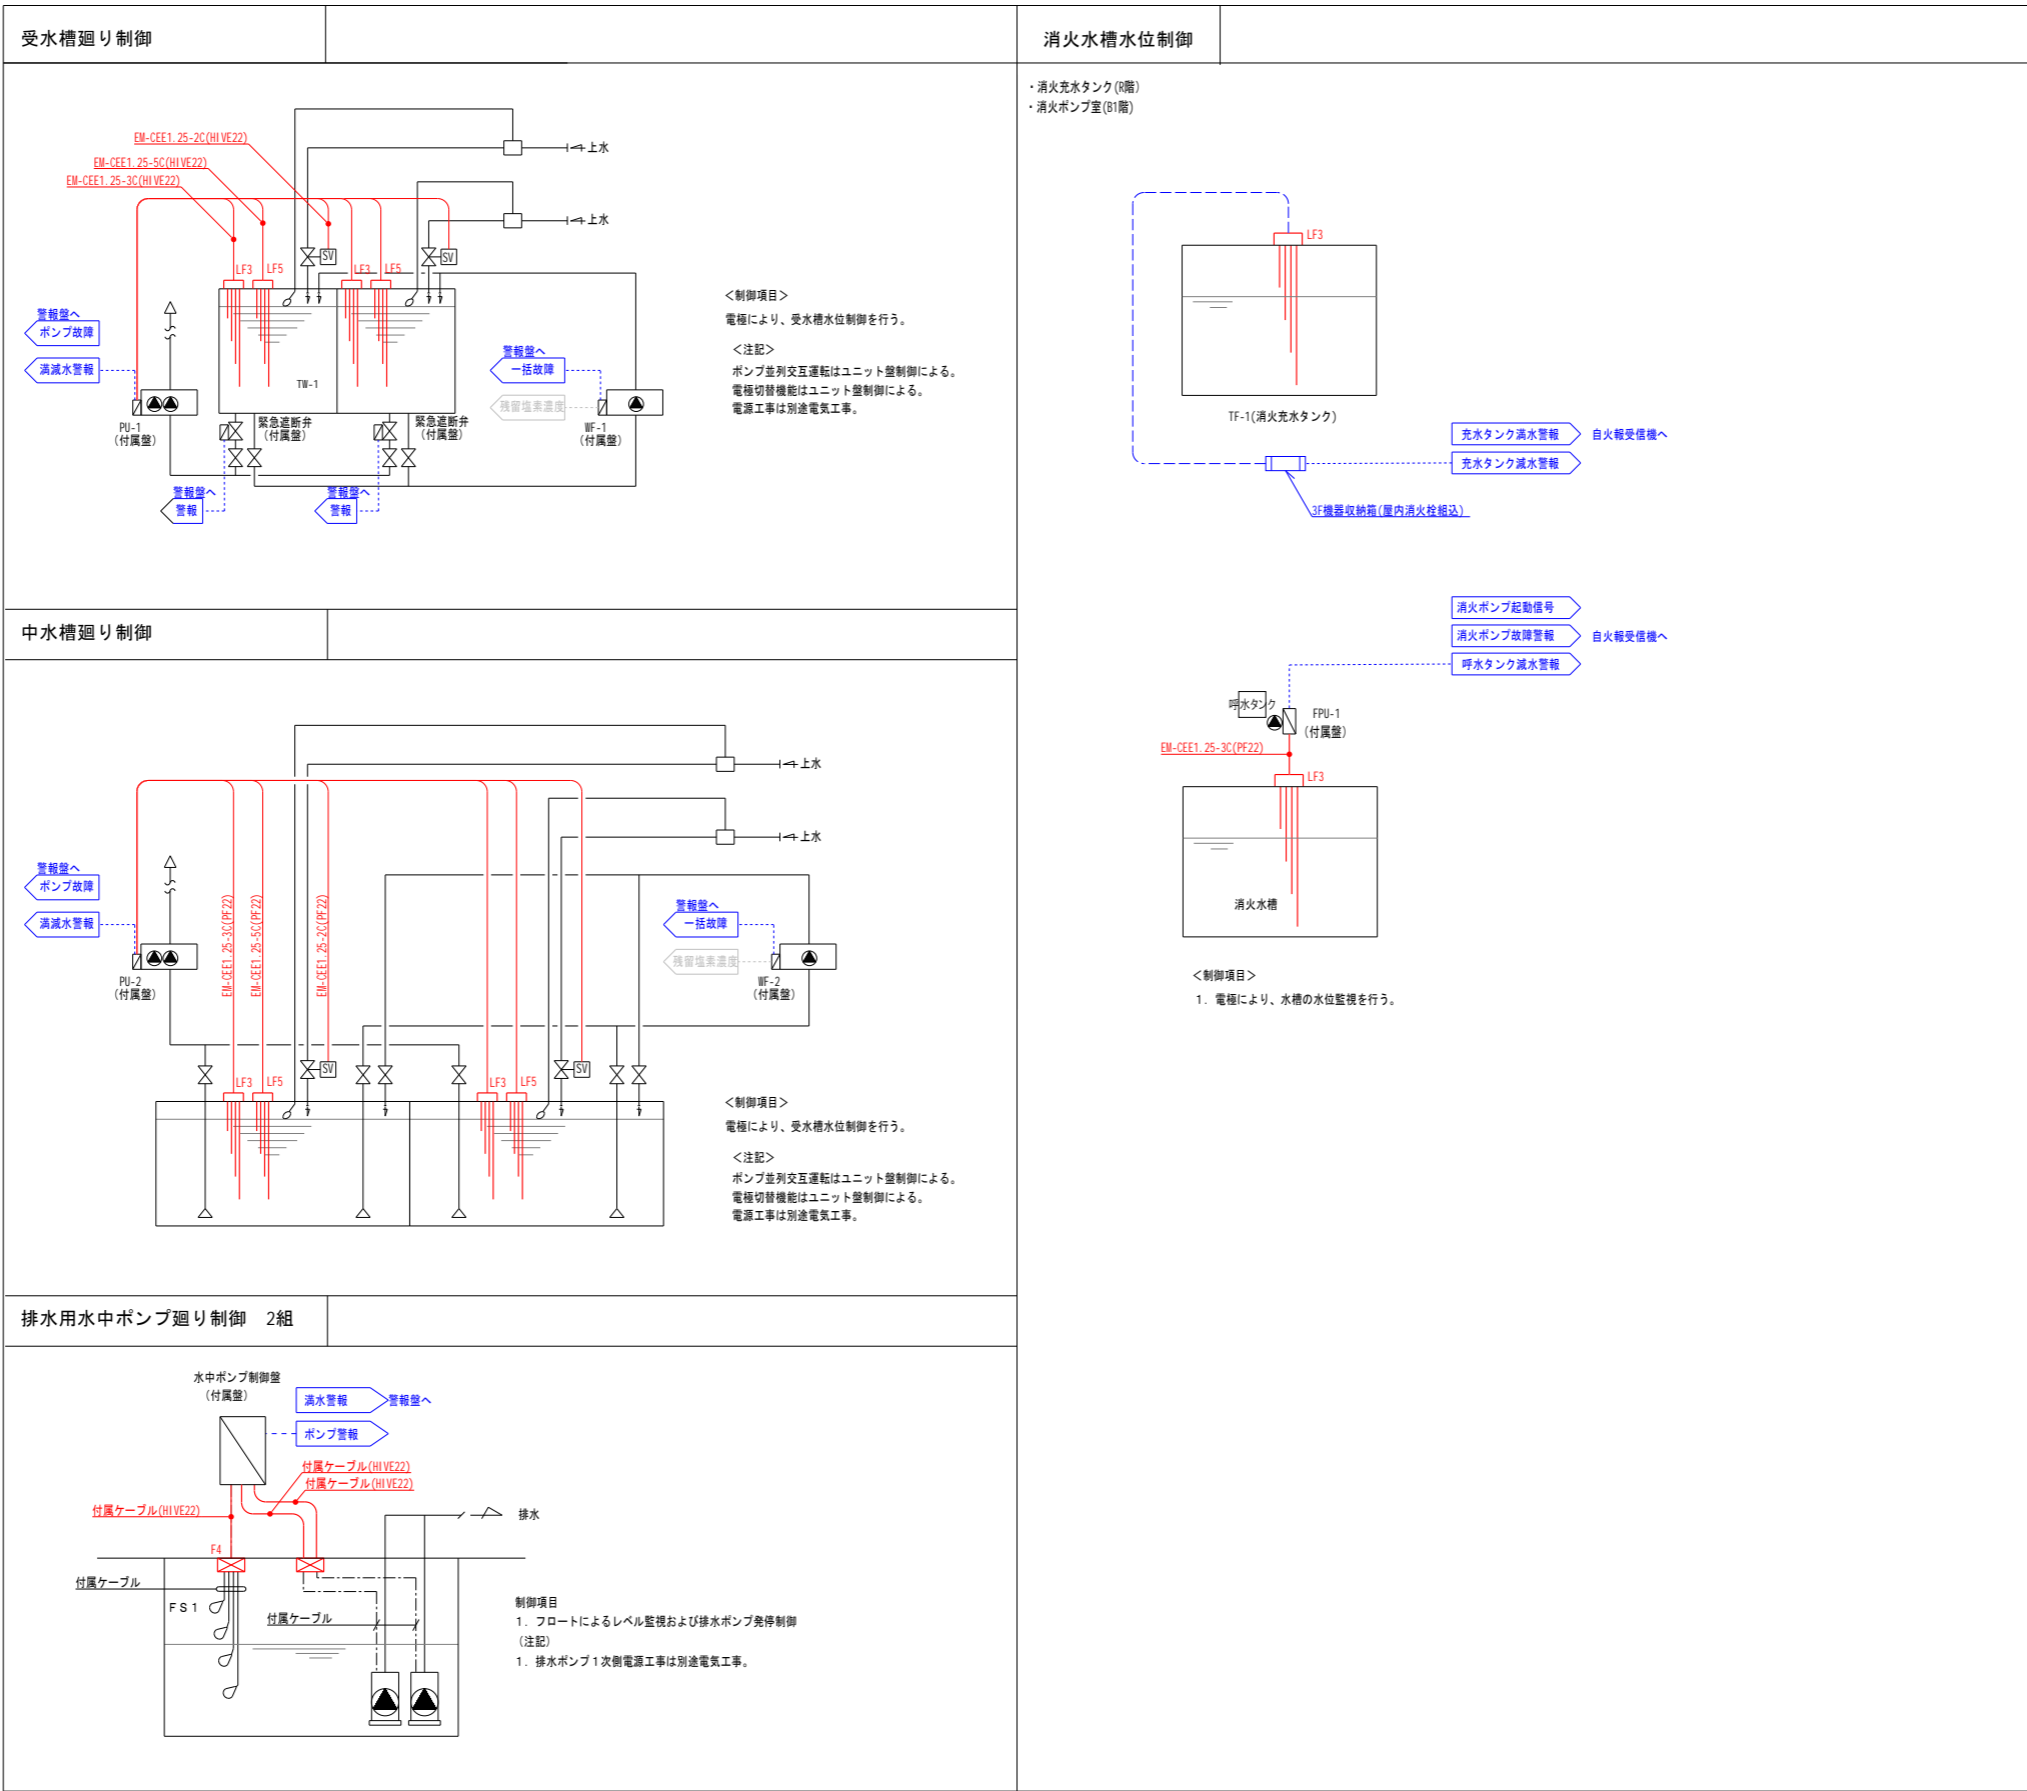 受水槽廻り制御
EM-CEE1.25-2C(HIVE22)
EM-CEE1.25-5C(HIVE22)
EM-CEE1.25-3C(HIVE22)
上水
上水
SV
SV
LF3
LF5
LF3
LF5
警報盤へ
ポンプ故障
満減水警報
PU-1
(付属盤)
TW-1
緊急遮断弁
(付属盤)
緊急遮断弁
(付属盤)
警報盤へ
一括故障
残留塩素濃度
WF-1
(付属盤)
警報盤へ
警報
警報盤へ
警報
<制御項目>
電極により、受水槽水位制御を行う。
<注記>
ポンプ並列交互運転はユニット盤制御による。
電極切替機能はユニット盤制御による。
電源工事は別途電気工事。
中水槽廻り制御
上水
上水
警報盤へ
ポンプ故障
満減水警報
PU-2
(付属盤)
EM-CEE1.25-3C(PF22)
EM-CEE1.25-5C(PF22)
EM-CEE1.25-2C(PF22)
警報盤へ
一括故障
残留塩素濃度
WF-2
(付属盤)
SV
SV
LF3
LF5
LF3
LF5
<制御項目>
電極により、受水槽水位制御を行う。
<注記>
ポンプ並列交互運転はユニット盤制御による。
電極切替機能はユニット盤制御による。
電源工事は別途電気工事。
排水用水中ポンプ廻り制御 2組
水中ポンプ制御盤
(付属盤)
満水警報
警報盤へ
ポンプ警報
付属ケーブル(HIVE22)
付属ケーブル(HIVE22)
付属ケーブル(HIVE22)
排水
F4
付属ケーブル
FS1
付属ケーブル
制御項目
1. フロートによるレベル監視および排水ポンプ発停制御
(注記)
1. 排水ポンプ1次側電源工事は別途電気工事。
消火水槽水位制御
・消火充水タンク(R階)
・消火ポンプ室(B1階)
LF3
TF-1(消火充水タンク)
充水タンク満水警報
自火報受信機へ
充水タンク減水警報
3F機器収納箱(屋内消火栓組込)
消火ポンプ起動信号
消火ポンプ故障警報
自火報受信機へ
呼水タンク減水警報
呼水タンク
FPU-1
(付属盤)
EM-CEE1.25-3C(PF22)
LF3
消火水槽
<制御項目>
1. 電極により、水槽の水位監視を行う。